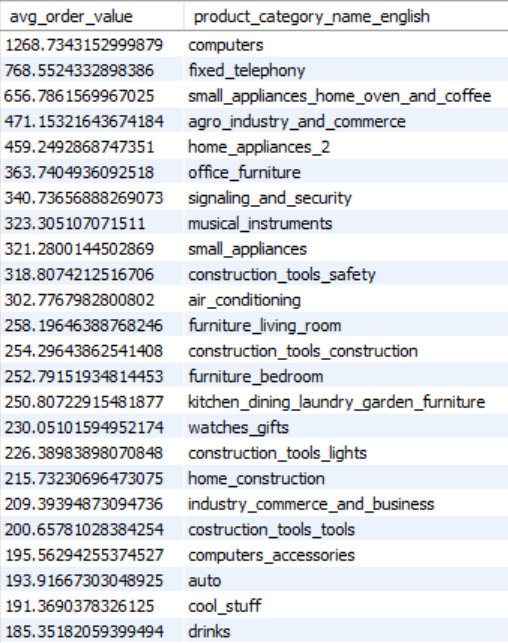 avg_order_value product_category_name_english
1268.7343152999879 computers
768.5524332898386 fixed_telephony
656.7861569967025 small_appliances_home_oven_and_coffee
471.15321643674184 agro_industry_and_commerce
459.2492868747351 home_appliances_2
363.7404936092518 office_furniture
340.73656888269073 signaling_and_security
323.305107071511 musical_instruments
321.2800144502869 small_appliances
318.8074212516706 construction_tools_safety
302.7767982800802 air_conditioning
258.19646388768246 furniture_living_room
254.29643862541408 construction_tools_construction
252.79151934814453 furniture_bedroom
250.80722915481877 kitchen_dining_laundry_garden_furniture
230.05101594952174 watches_gifts
226.38983898070848 construction_tools_lights
215.73230696473075 home_construction
209.39394873094736 industry_commerce_and_business
200.65781028384254 costruction_tools_tools
195.56294255374527 computers_accessories
193.91667303048925 auto
191.3690378326125 cool_stuff
185.35182059399494 drinks